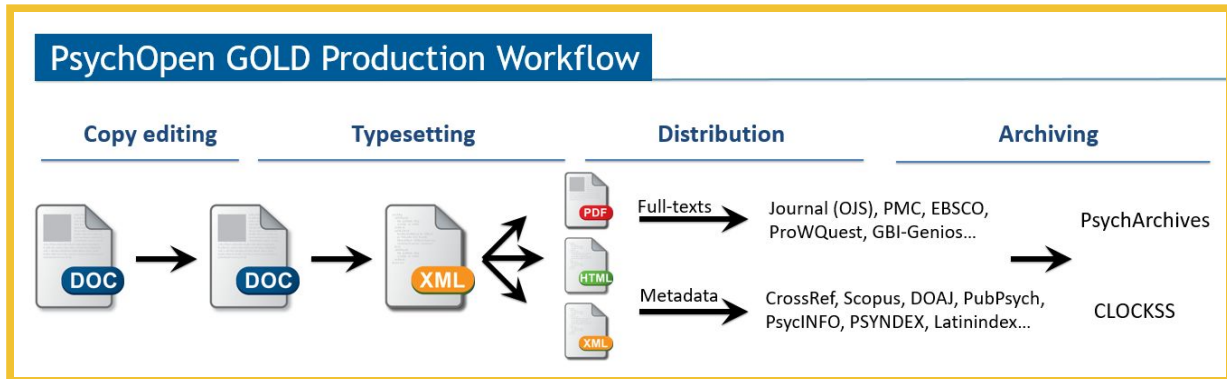 PsychOpen GOLD Production Workflow
Copy editing
Typesetting
Distribution
Archiving
DOC
DOC
XML
PDF
HTML
XML
Full-texts
Journal (OJS), PMC, EBSCO,
ProWQuest, GBI-Genios...
Metadata
CrossRef, Scopus, DOAJ, PubPsych,
PsycINFO, PSYNDEX, Latinindex...
PsychArchives
CLOCKSS